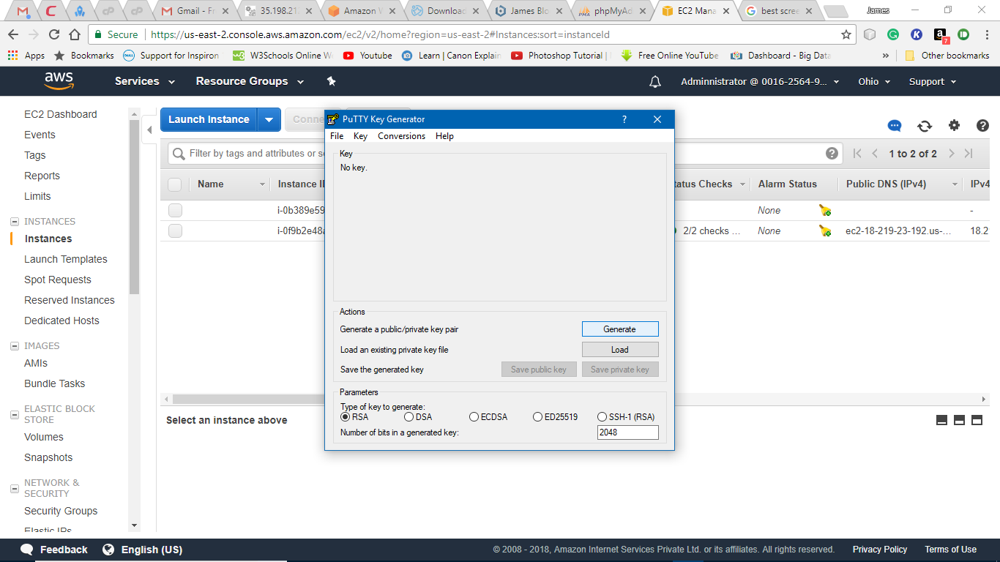 Gmail - Fr
35.198.21
Amazon W
Download
James Blo
phpMyAd
EC2 Mana
best scree
James
Secure
https://us-east-2.console.aws.amazon.com/ec2/v2/home?region=us-east-2#Instances:sort=instanceId
7
Apps
Bookmarks
Support for Inspiron
W3Schools Online W
Youtube
Learn | Canon Explain
Photoshop Tutorial |
Free Online YouTube
Dashboard - Big Data
»
Other bookmarks
aws
Services
Resource Groups
Adminnistrator @ 0016-2564-9...
Ohio
Support
EC2 Dashboard
Events
Tags
Reports
Limits
INSTANCES
Instances
Launch Templates
Spot Requests
Reserved Instances
Dedicated Hosts
IMAGES
AMIs
Bundle Tasks
ELASTIC BLOCK
STORE
Volumes
Snapshots
NETWORK &
SECURITY
Security Groups
Elastic IPs
Launch Instance
Conne
Filter by tags and attributes or se
1 to 2 of 2
Name
Instance ID
tatus Checks
Alarm Status
Public DNS (IPv4)
IPv4
i-0b389e59
None
-
i-0f9b2e48a
2/2 checks ...
None
ec2-18-219-23-192.us-...
18.2
Select an instance above
PuTTY Key Generator
?
File
Key
Conversions
Help
Key
No key.
Actions
Generate a public/private key pair
Generate
Load an existing private key file
Load
Save the generated key
Save public key
Save private key
Parameters
Type of key to generate:
RSA
DSA
ECDSA
ED25519
SSH-1 (RSA)
Number of bits in a generated key:
2048
Feedback
English (US)
© 2008 - 2018, Amazon Internet Services Private Ltd. or its affiliates. All rights reserved.
Privacy Policy
Terms of Use